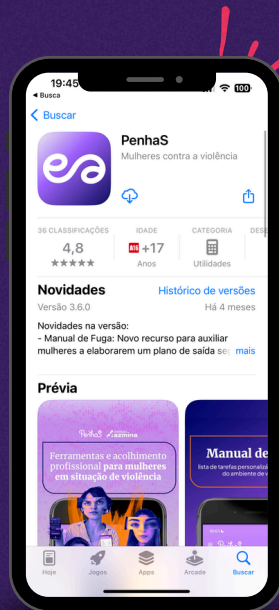 19:45
100
◀ Busca
Buscar
PenhaS
Mulheres contra a violência
36 CLASSIFICAÇÕES
IDADE
CATEGORIA
DESE
4,8
A16 +17
★★★★★
Anos
Utilidades
Novidades
Histórico de versões
Versão 3.6.0
Há 4 meses
Novidades na versão:
- Manual de Fuga: Novo recurso para auxiliar
mulheres a elaborarem um plano de saída se mais
Prévia
PenhaS
azmina
Ferramentas e acolhimento
profissional para mulheres
em situação de violência
Manual de
lista de tarefas personaliz
do ambiente de v
Hoje
Jogos
Apps
Arcade
Buscar